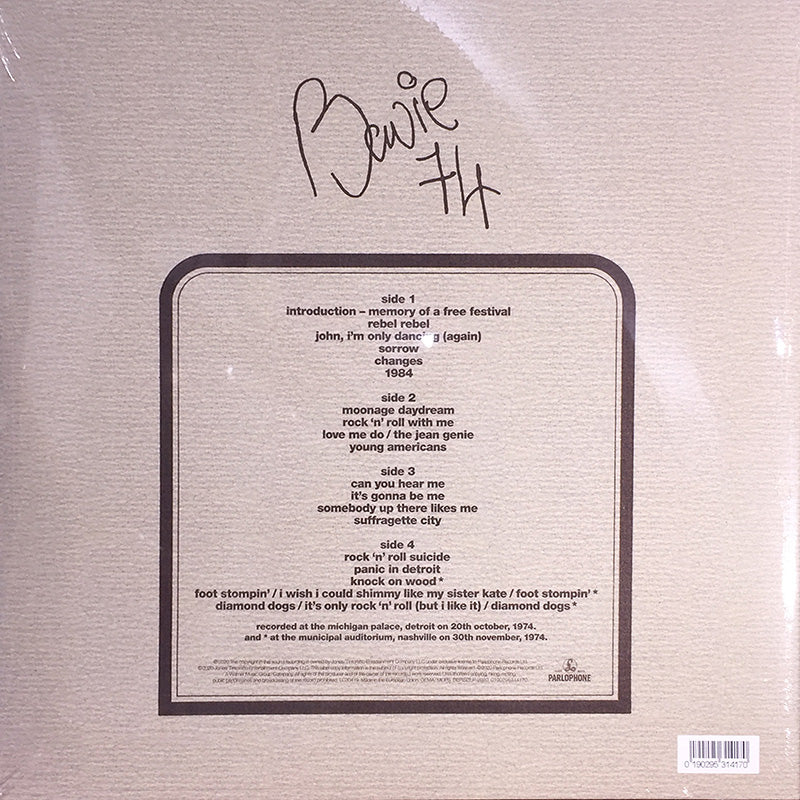 Bowie
74
side 1
introduction – memory of a free festival
rebel rebel
john, i'm only dancing (again)
sorrow
changes
1984
side 2
moonage daydream
rock 'n' roll with me
love me do / the jean genie
young americans
side 3
can you hear me
it's gonna be me
somebody up there likes me
suffragette city
side 4
rock 'n' roll suicide
panic in detroit
knock on wood *
foot stompin' / i wish i could shimmy like my sister kate / foot stompin' *
diamond dogs / it's only rock 'n' roll (but i like it) / diamond dogs *
recorded at the michigan palace, detroit on 20th october, 1974.
and * at the municipal auditorium, nashville on 30th november, 1974.
PARLOPHONE
0 190295 314170